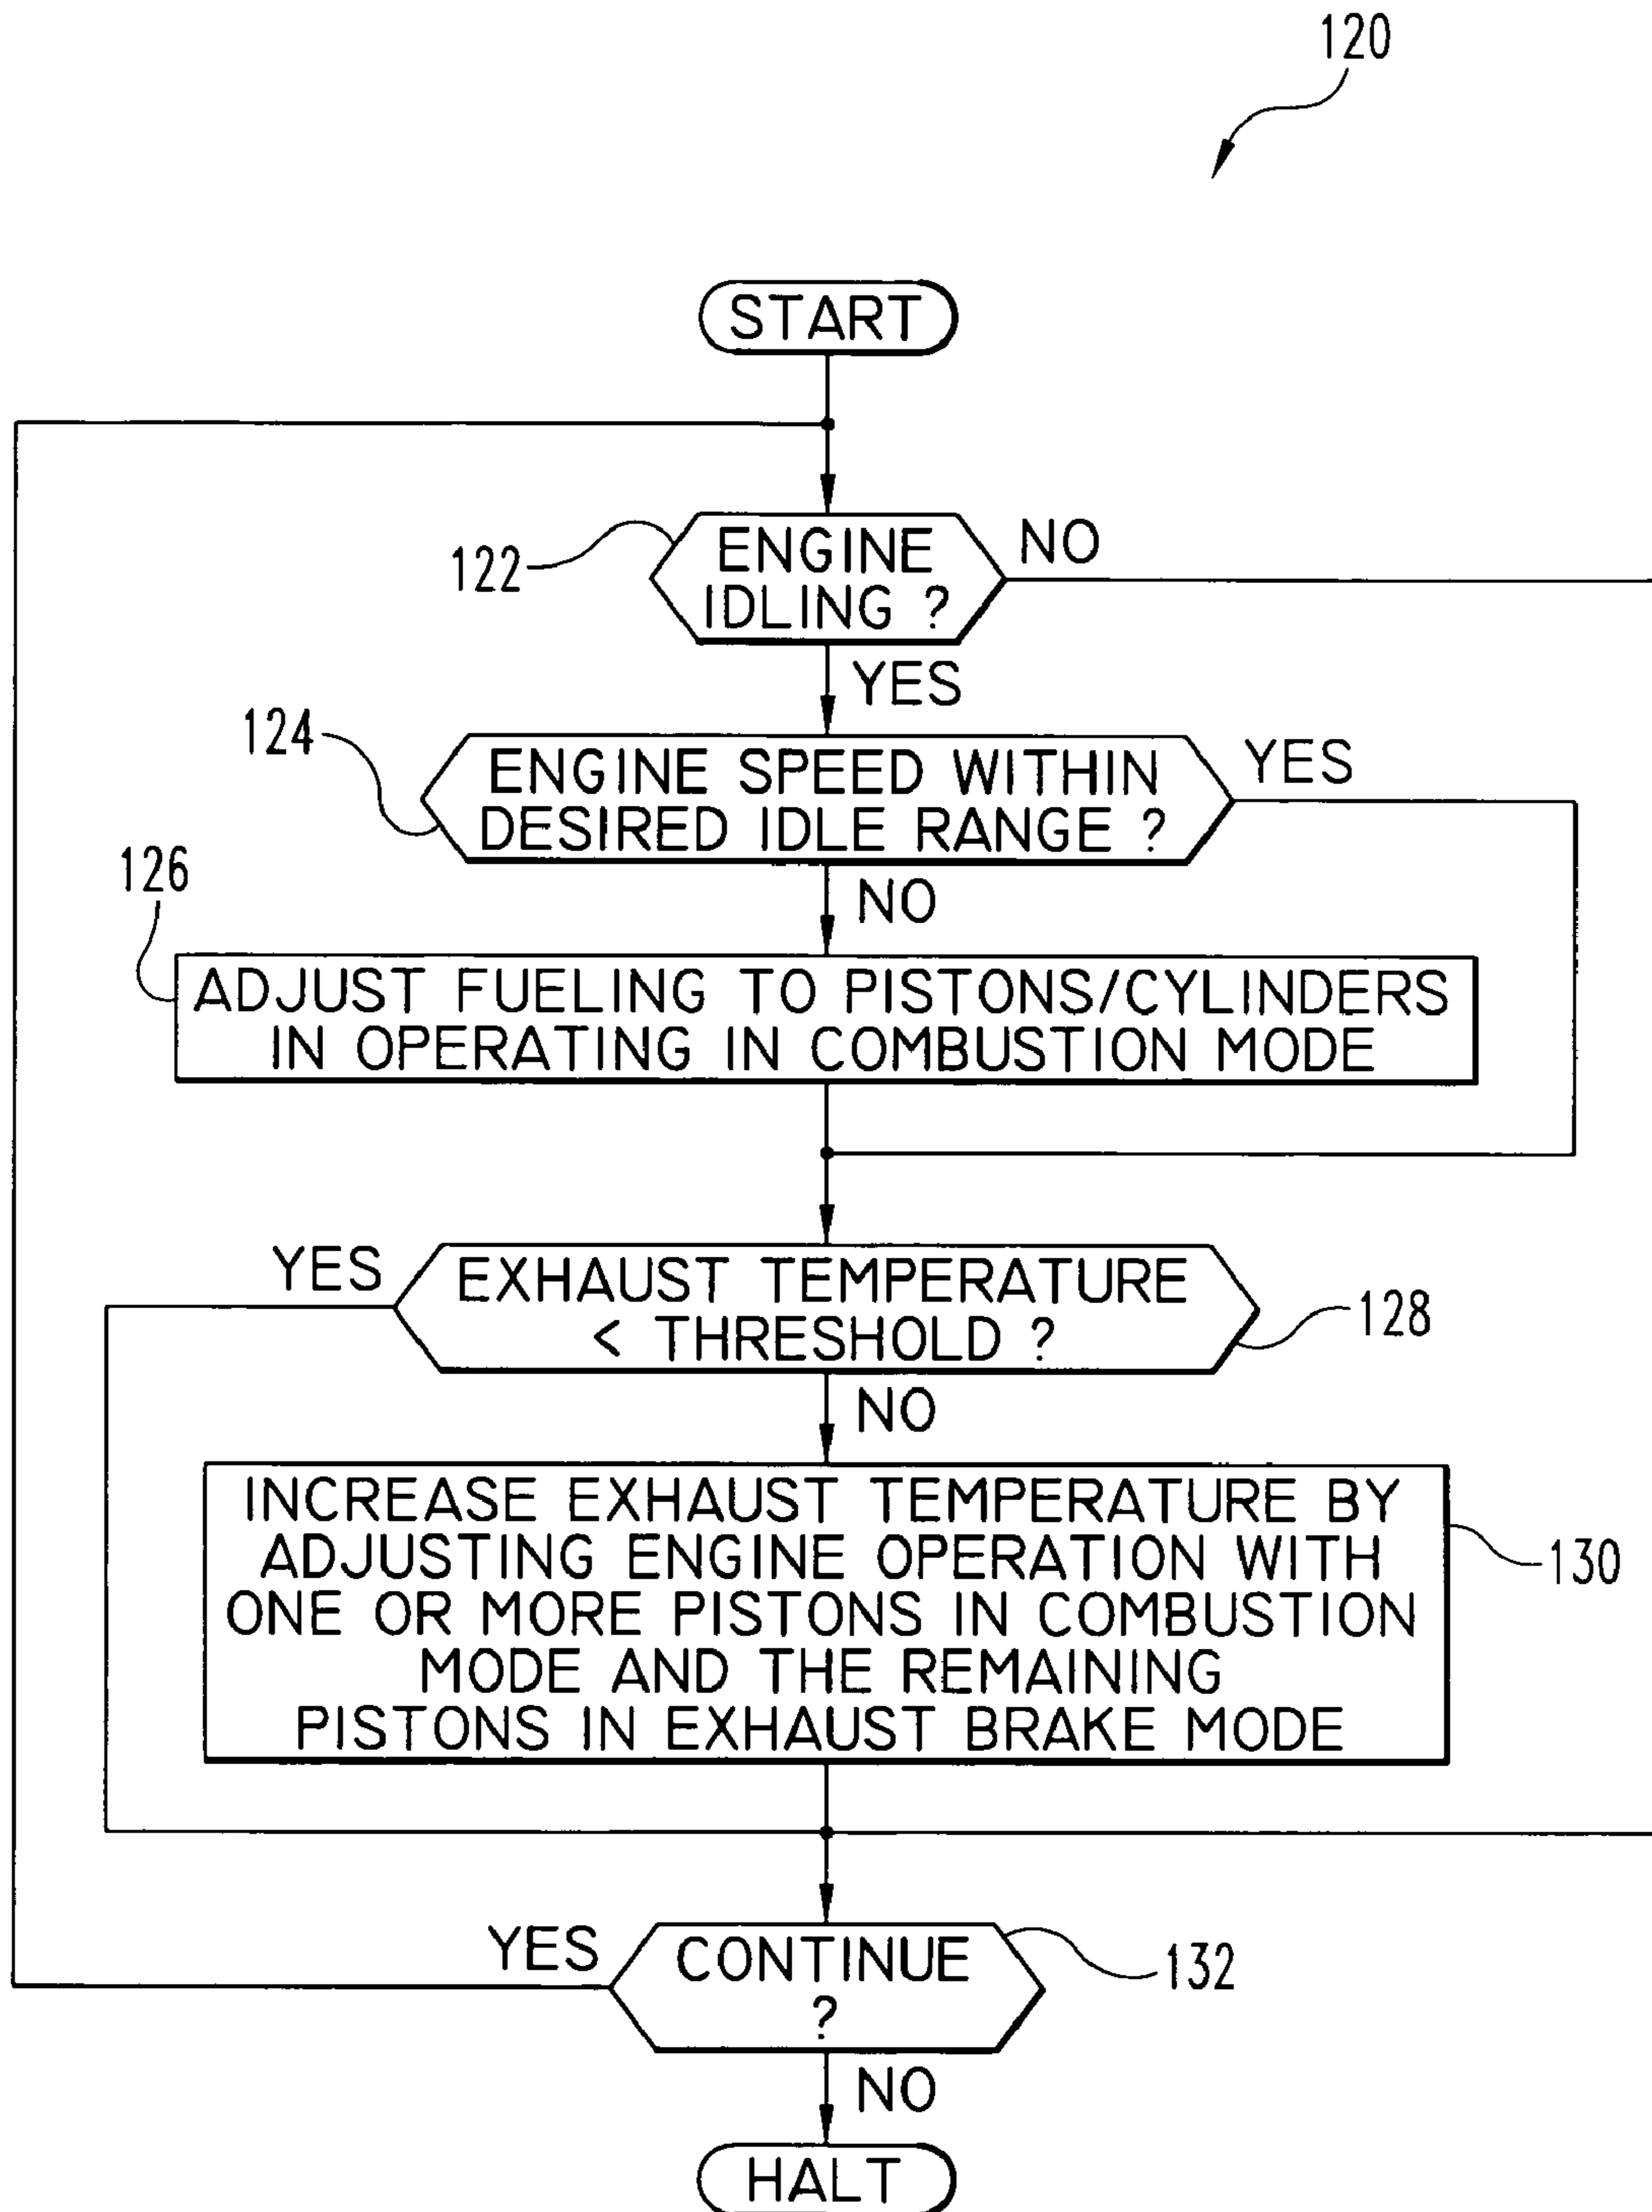 120
START
122
ENGINE
IDLING ?
NO
YES
124
ENGINE SPEED WITHIN
DESIRED IDLE RANGE ?
YES
NO
126
ADJUST FUELING TO PISTONS/CYLINDERS
IN OPERATING IN COMBUSTION MODE
YES
EXHAUST TEMPERATURE
< THRESHOLD ?
128
NO
INCREASE EXHAUST TEMPERATURE BY
ADJUSTING ENGINE OPERATION WITH
ONE OR MORE PISTONS IN COMBUSTION
MODE AND THE REMAINING
PISTONS IN EXHAUST BRAKE MODE
130
YES
CONTINUE
?
132
NO
HALT